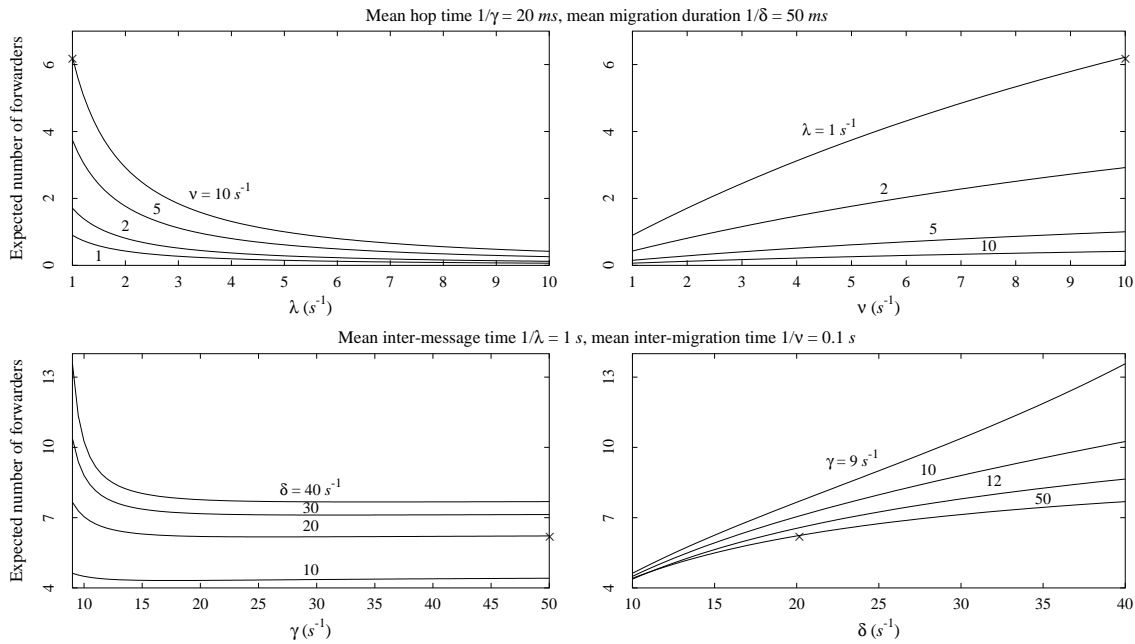 Mean hop time 1/γ = 20 ms, mean migration duration 1/δ = 50 ms
Expected number of forwarders
6
4
2
0
ν = 10 s⁻¹
5
2
1
1 2 3 4 5 6 7 8 9 10
λ (s⁻¹)
6
4
2
0
λ = 1 s⁻¹
2
5
10
1 2 3 4 5 6 7 8 9 10
ν (s⁻¹)
Mean inter-message time 1/λ = 1 s, mean inter-migration time 1/ν = 0.1 s
Expected number of forwarders
13
10
7
4
δ = 40 s⁻¹
30
20
10
10 15 20 25 30 35 40 45 50
γ (s⁻¹)
13
10
7
4
γ = 9 s⁻¹
10
12
50
10 15 20 25 30 35 40
δ (s⁻¹)